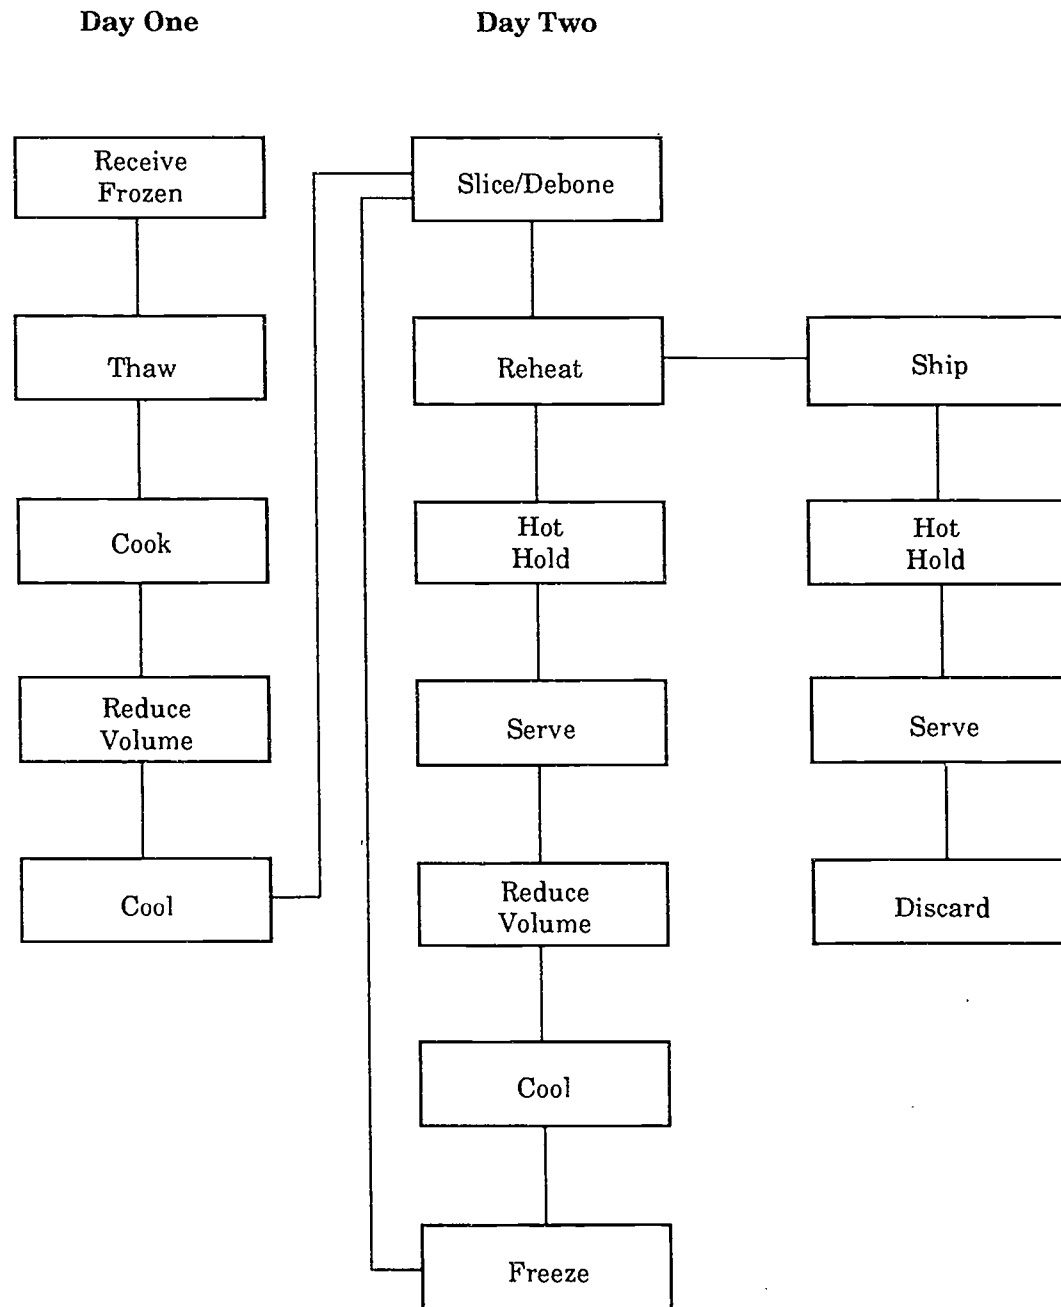 Day One
Day Two
Receive
Frozen
Thaw
Cook
Reduce
Volume
Cool
Slice/Debone
Reheat
Hot
Hold
Serve
Reduce
Volume
Cool
Freeze
Ship
Hot
Hold
Serve
Discard